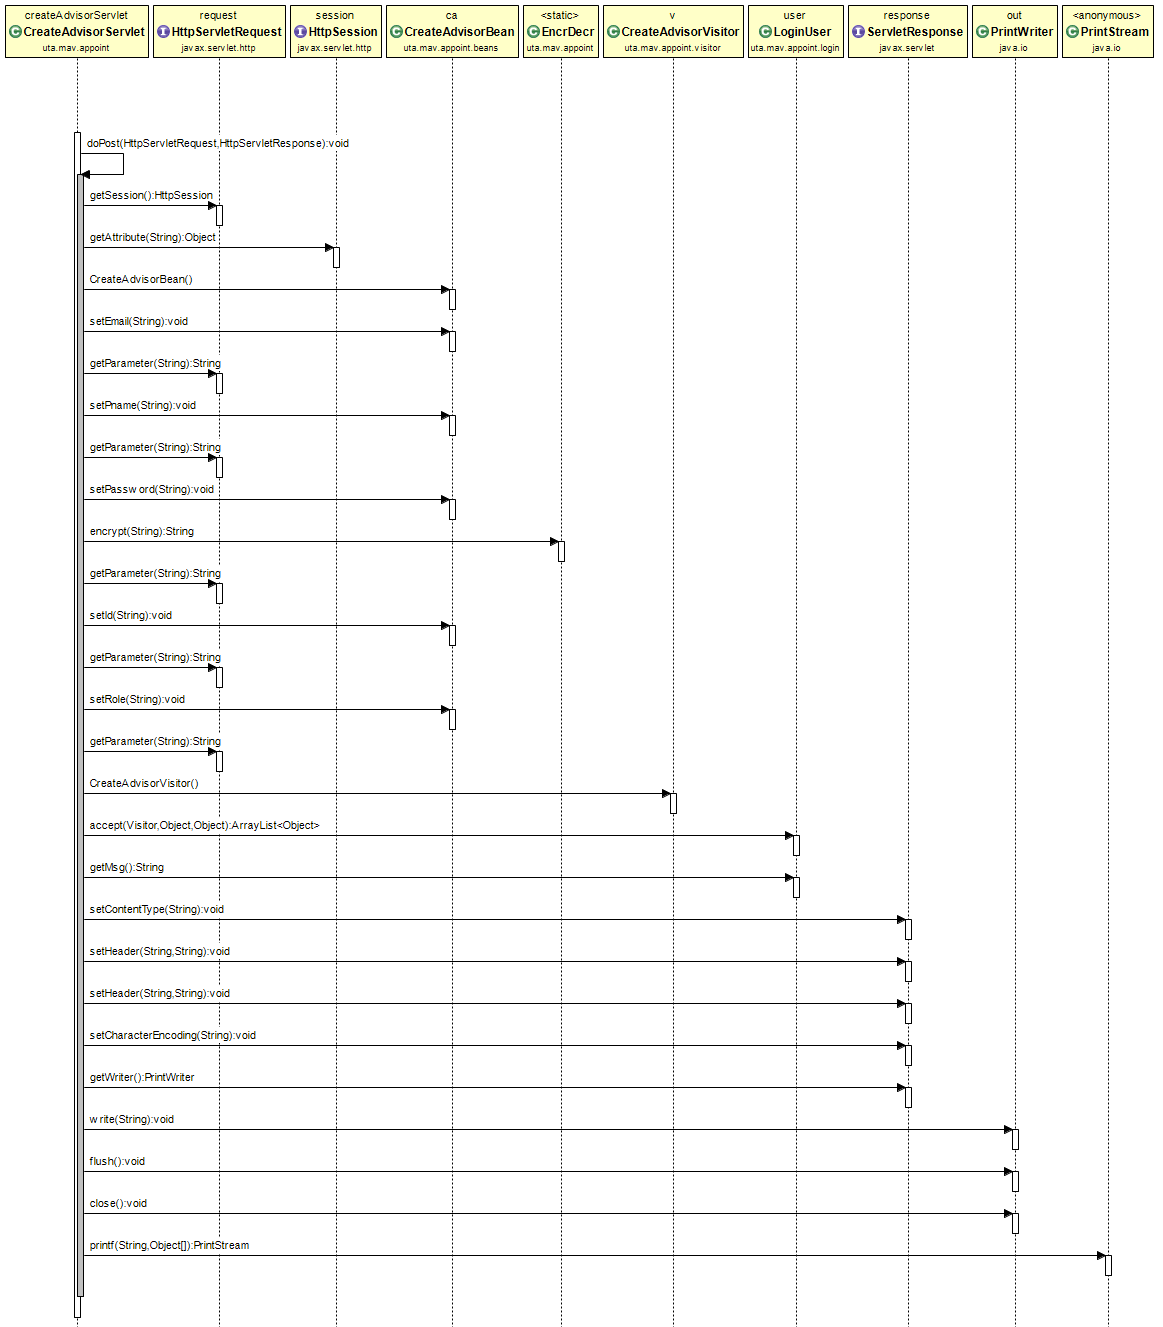 createAdvisorServlet
CreateAdvisorServlet
uta.mav.appoint
request
HttpServletRequest
javax.servlet.http
session
HttpSession
javax.servlet.http
ca
CreateAdvisorBean
uta.mav.appoint.beans
<static>
EncrDecr
uta.mav.appoint
v
CreateAdvisorVisitor
uta.mav.appoint.visitor
user
LoginUser
uta.mav.appoint.login
response
ServletResponse
javax.servlet
out
PrintWriter
java.io
<anonymous>
PrintStream
java.io
doPost(HttpServletRequest,HttpServletResponse):void
getSession():HttpSession
getAttribute(String):Object
CreateAdvisorBean()
setEmail(String):void
getParameter(String):String
setPname(String):void
getParameter(String):String
setPassword(String):void
encrypt(String):String
getParameter(String):String
setId(String):void
getParameter(String):String
setRole(String):void
getParameter(String):String
CreateAdvisorVisitor()
accept(Visitor,Object,Object):ArrayList<Object>
getMsg():String
setContentType(String):void
setHeader(String,String):void
setHeader(String,String):void
setCharacterEncoding(String):void
getWriter():PrintWriter
write(String):void
flush():void
close():void
printf(String,Object[]):PrintStream